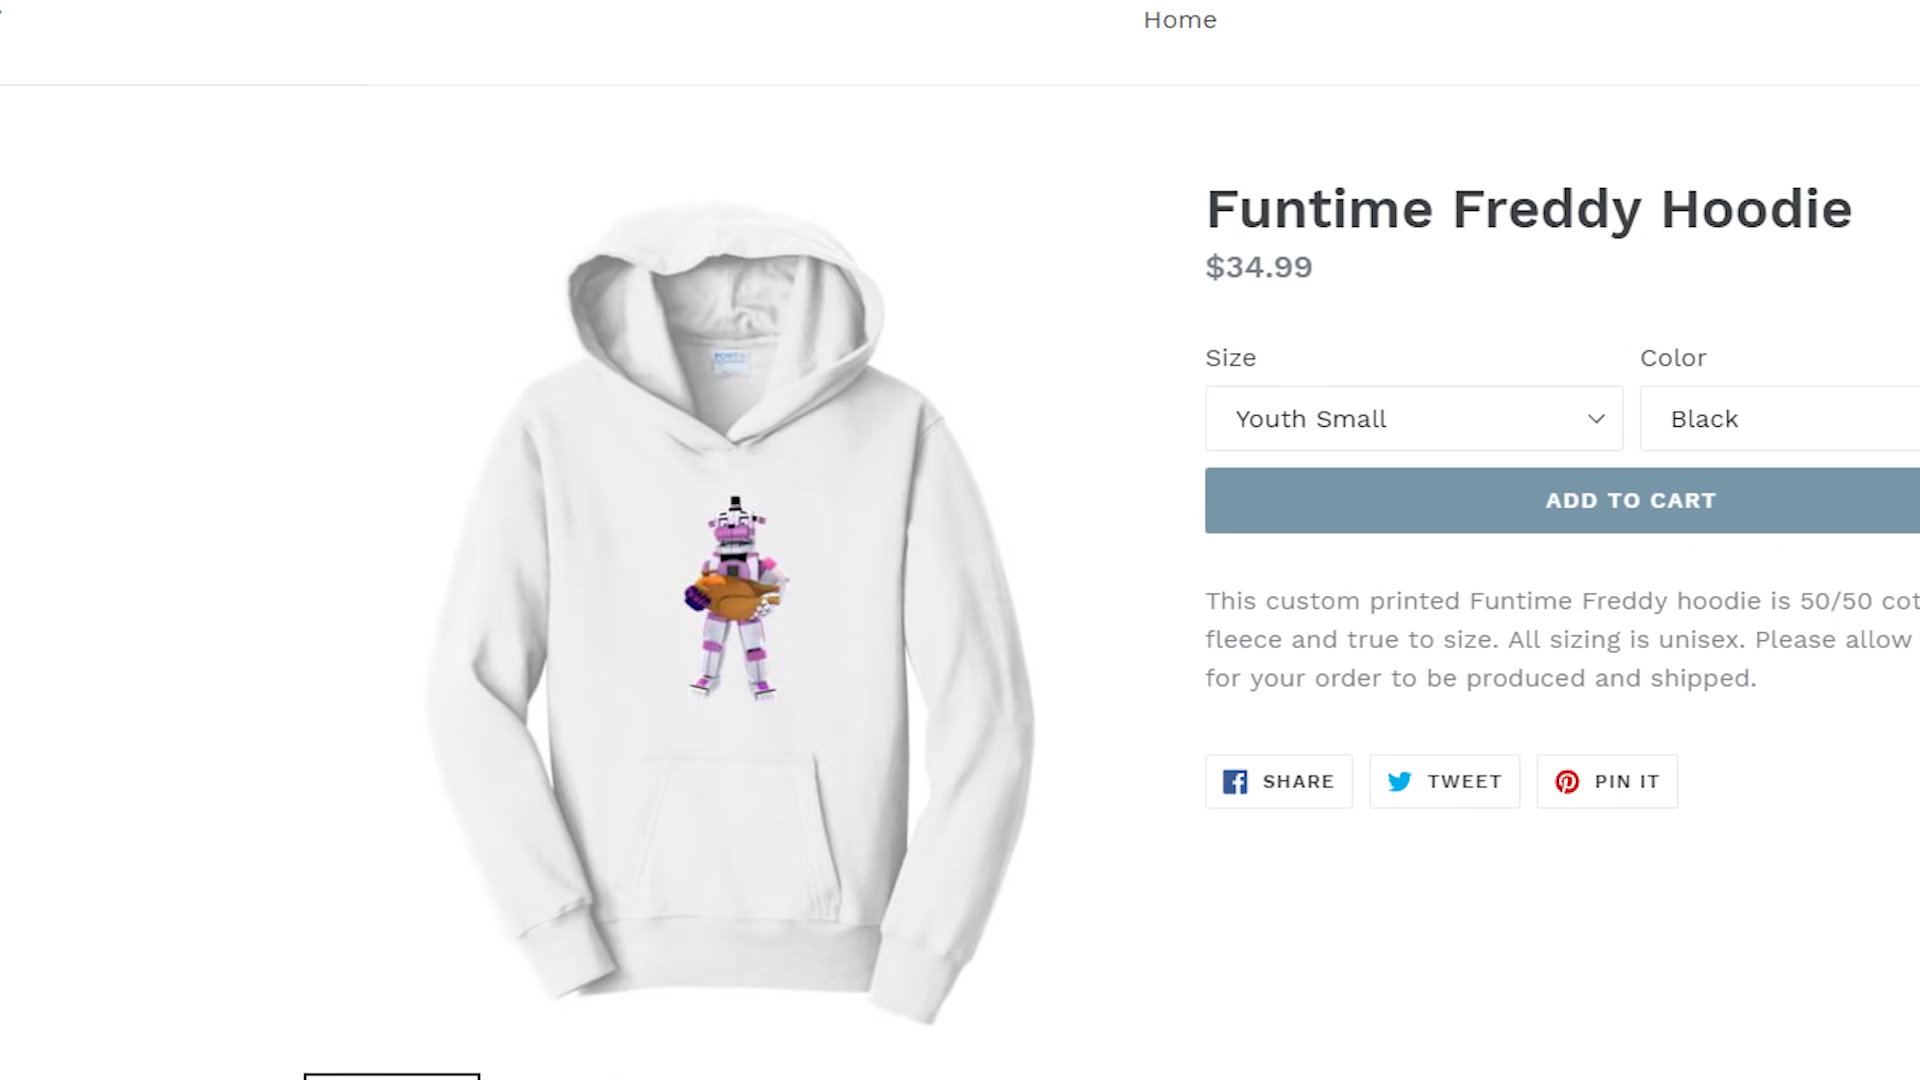 Home
Funtime Freddy Hoodie
$34.99
Size
Color
Youth Small
Black
ADD TO CART
This custom printed Funtime Freddy hoodie is 50/50 cot
fleece and true to size. All sizing is unisex. Please allow
for your order to be produced and shipped.
SHARE
TWEET
PIN IT